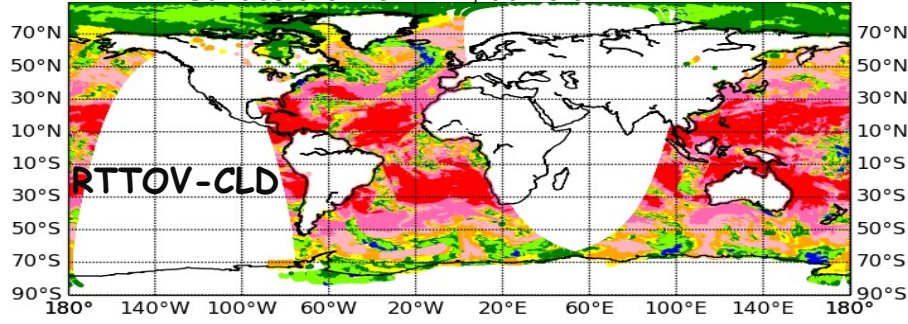 70°N 70°N
50°N 50°N
30°N 30°N
10°N 10°N
10°S 10°S
RTTOV-CLD
30°S 30°S
50°S 50°S
70°S 70°S
90°S 90°S
180° 140°W 100°W 60°W 20°W 20°E 60°E 100°E 140°E 180°